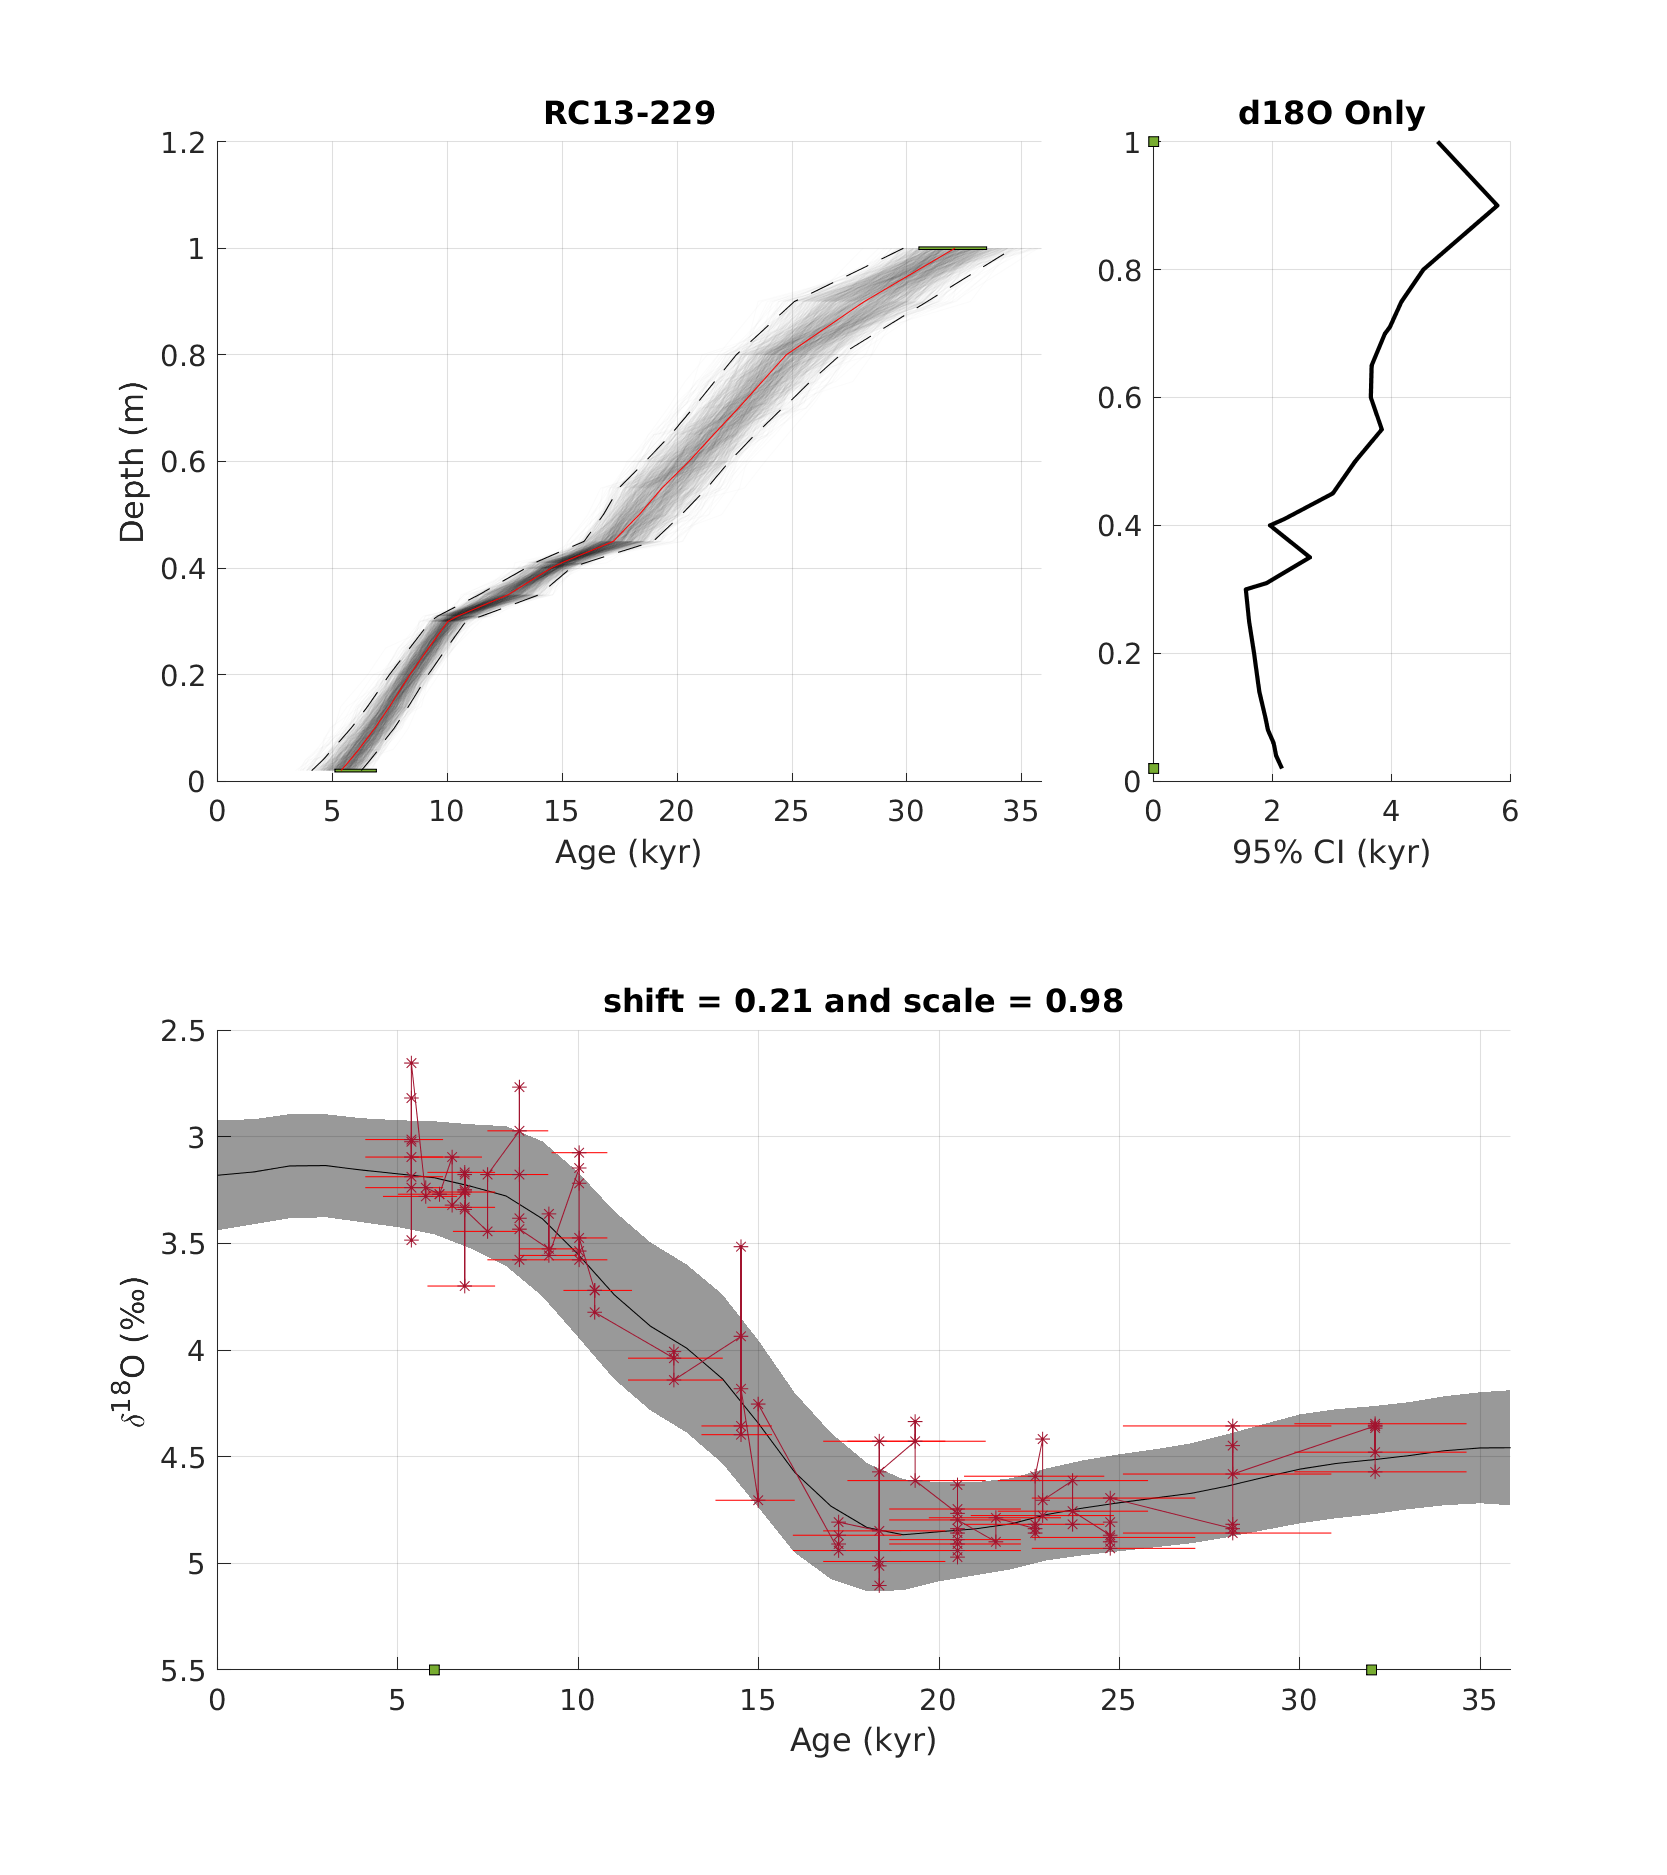 RC13-229
d18O Only
1.2
1
0.8
0.6
0.4
0.2
0
Depth (m)
0 5 10 15 20 25 30 35
Age (kyr)
1
0.8
0.6
0.4
0.2
0
0 2 4 6
95% CI (kyr)
shift = 0.21 and scale = 0.98
2.5
3
3.5
4
4.5
5
5.5
δ¹⁸O (‰)
0 5 10 15 20 25 30 35
Age (kyr)